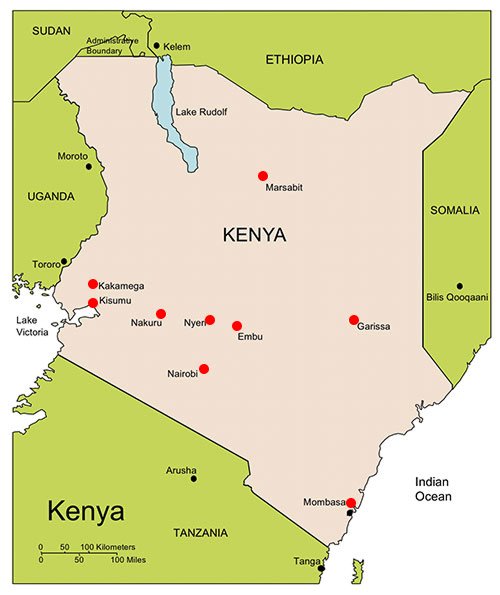 SUDAN
Administrative
Boundary
Kelem
ETHIOPIA
Lake Rudolf
Moroto
Marsabit
UGANDA
KENYA
SOMALIA
Tororo
Kakamega
Kisumu
Bilis Qooqaani
Lake
Victoria
Nakuru
Nyeri
Embu
Garissa
Nairobi
Arusha
Mombasa
Indian
Ocean
Kenya
TANZANIA
0 50 100 Kilometers
0 50 100 Miles
Tanga